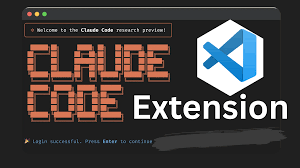 Welcome to the Claude Code research preview!
CLAUDE
CODE
Extension
Login successful. Press Enter to continue